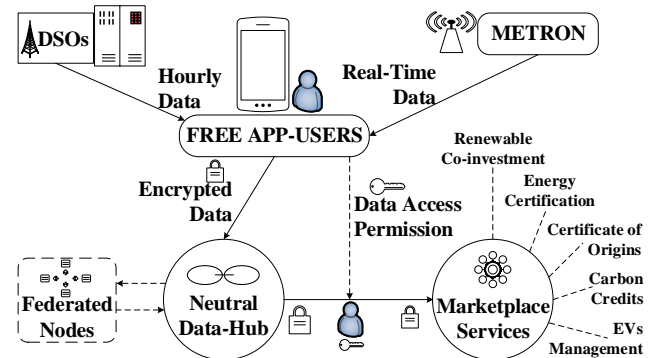 DSOs
METRON
Hourly
Data
Real-Time
Data
FREE APP-USERS
Encrypted
Data
Data Access
Permission
Renewable
Co-investment
Energy
Certification
Certificate of
Origins
Carbon
Credits
EVs
Management
Federated
Nodes
Neutral
Data-Hub
Marketplace
Services